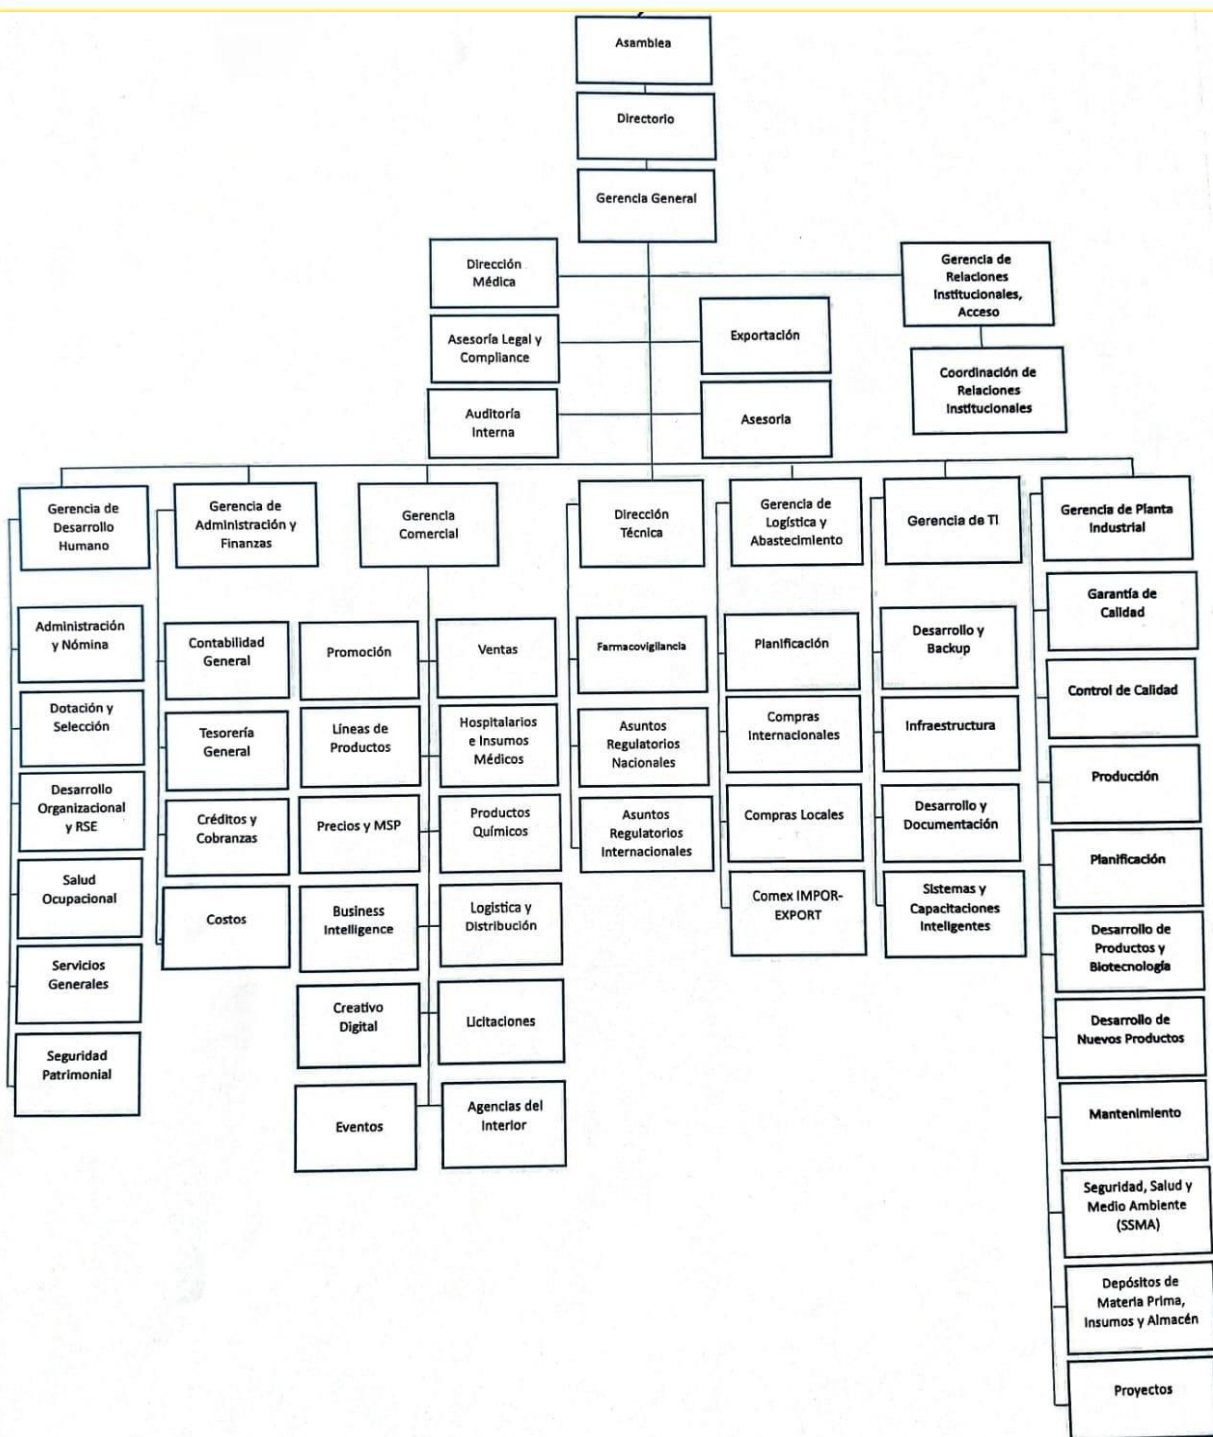 Asamblea
Directorio
Gerencia General
Dirección
Médica
Gerencia de
Relaciones
Institucionales,
Acceso
Asesoría Legal y
Compliance
Exportación
Coordinación de
Relaciones
Institucionales
Auditoría
Interna
Asesoria
Gerencia de
Desarrollo
Humano
Gerencia de
Administración y
Finanzas
Gerencia
Comercial
Dirección
Técnica
Gerencia de
Logística y
Abastecimiento
Gerencia de TI
Gerencia de Planta
Industrial
Administración
y Nómina
Dotación y
Selección
Desarrollo
Organizacional
y RSE
Salud
Ocupacional
Servicios
Generales
Seguridad
Patrimonial
Contabilidad
General
Tesorería
General
Créditos y
Cobranzas
Costos
Promoción
Líneas de
Productos
Precios y MSP
Business
Intelligence
Creativo
Digital
Eventos
Ventas
Hospitalarios
e Insumos
Médicos
Productos
Químicos
Logistica y
Distribución
Licitaciones
Agencias del
Interior
Farmacovigilancia
Asuntos
Regulatorios
Nacionales
Asuntos
Regulatorios
Internacionales
Planificación
Compras
Internacionales
Compras Locales
Comex IMPOR-
EXPORT
Desarrollo y
Backup
Infraestructura
Desarrollo y
Documentación
Sistemas y
Capacitaciones
Inteligentes
Garantía de
Calidad
Control de Calidad
Producción
Planificación
Desarrollo de
Productos y
Biotecnología
Desarrollo de
Nuevos Productos
Mantenimiento
Seguridad, Salud y
Medio Ambiente
(SSMA)
Depósitos de
Materia Prima,
Insumos y Almacén
Proyectos